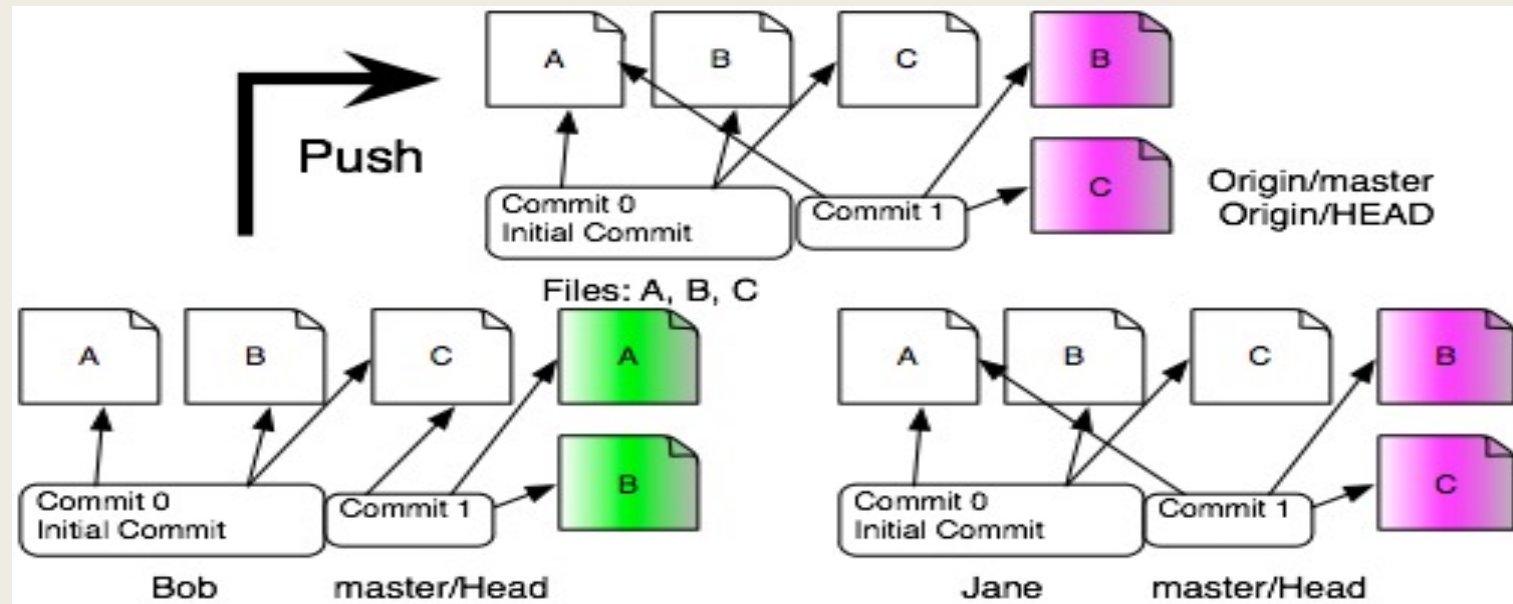 A B C B
Push
C
Origin/master
Origin/HEAD
Commit 0
Initial Commit
Commit 1
Files: A, B, C
A B C A
B
Commit 0
Initial Commit
Commit 1
Bob master/Head
A B C B
C
Commit 0
Initial Commit
Commit 1
Jane master/Head